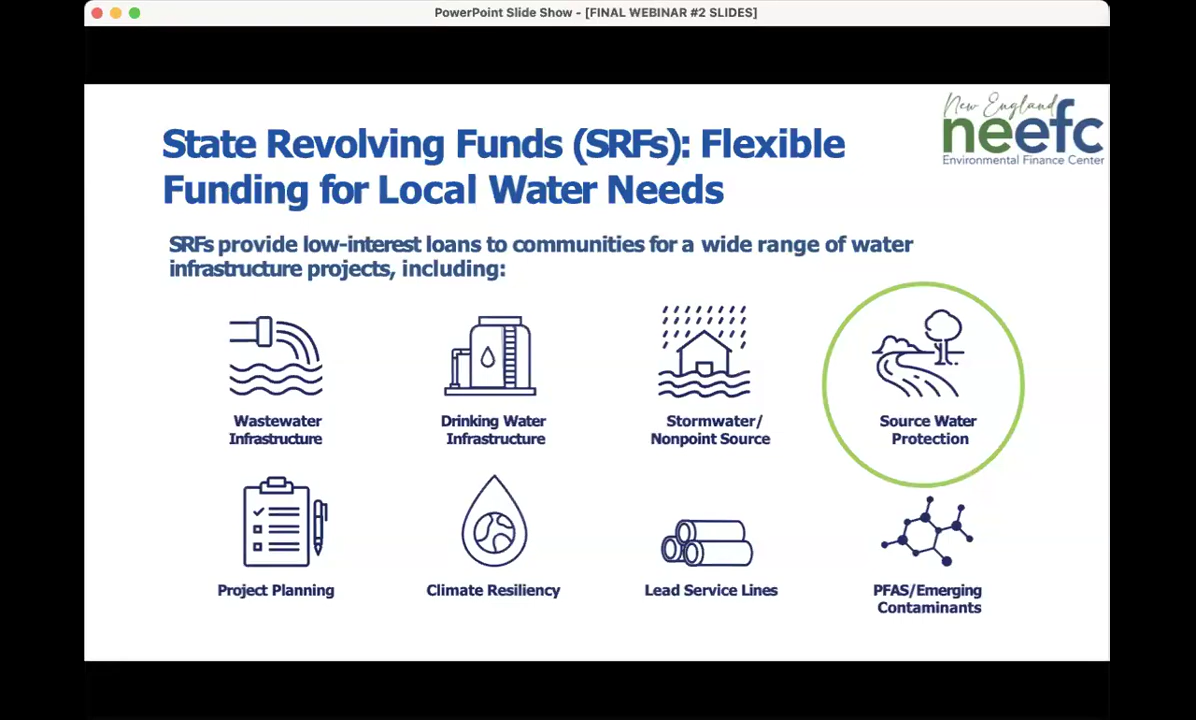 PowerPoint Slide Show - [FINAL WEBINAR #2 SLIDES]
New England
neefc
Environmental Finance Center
State Revolving Funds (SRFs): Flexible
Funding for Local Water Needs
SRFs provide low-interest loans to communities for a wide range of water
infrastructure projects, including:
Wastewater
Infrastructure
Drinking Water
Infrastructure
Stormwater/
Nonpoint Source
Source Water
Protection
Project Planning
Climate Resiliency
Lead Service Lines
PFAS/Emerging
Contaminants